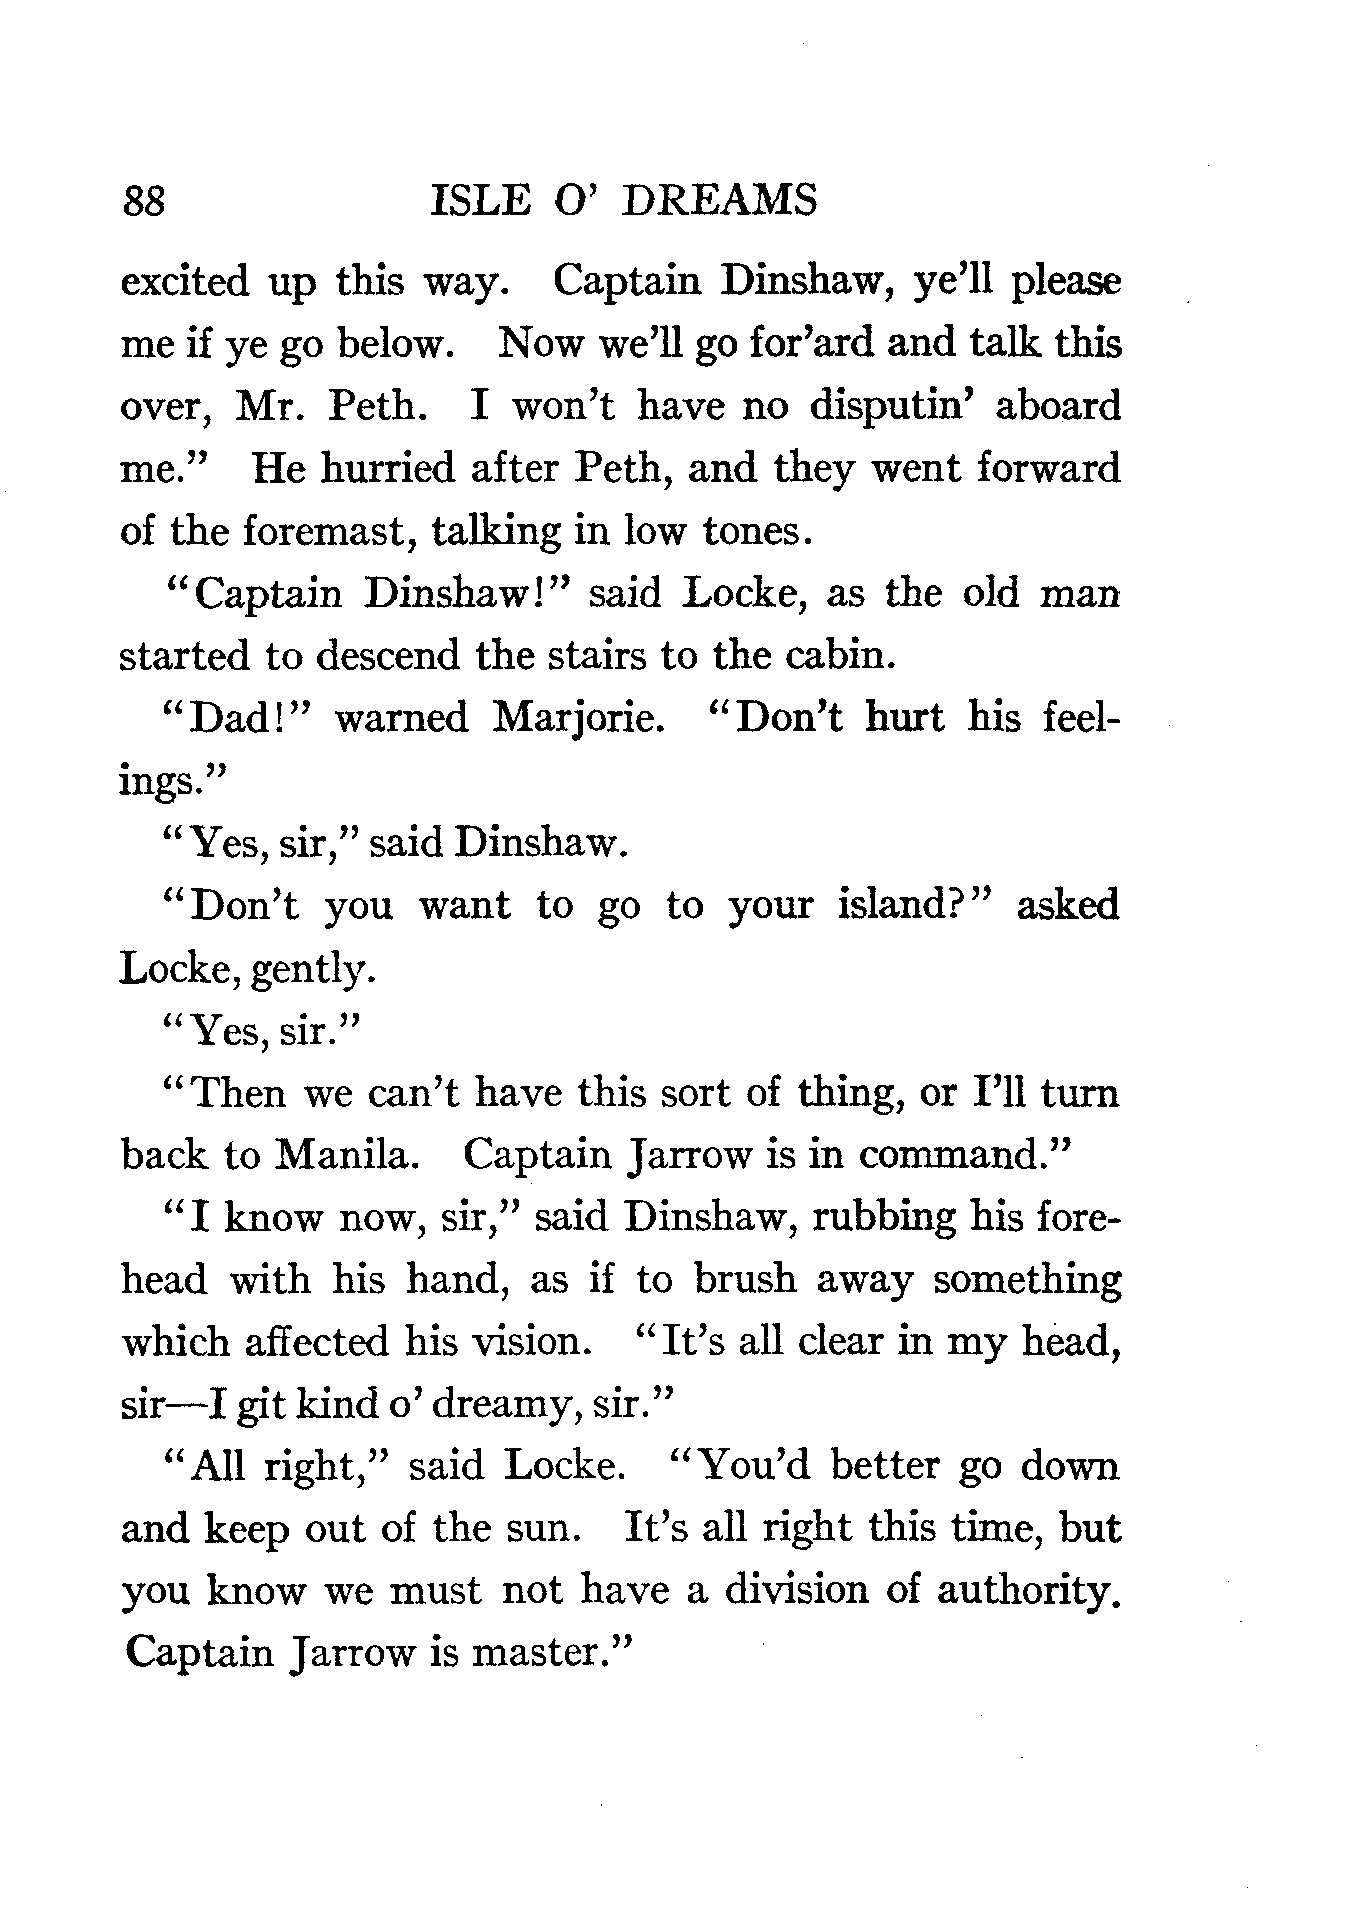 88 ISLE O' DREAMS
excited up this way. Captain Dinshaw, ye'll please
me if ye go below. Now we'll go for'ard and talk this
over, Mr. Peth. I won't have no disputin' aboard
me." He hurried after Peth, and they went forward
of the foremast, talking in low tones.
"Captain Dinshaw!" said Locke, as the old man
started to descend the stairs to the cabin.
"Dad!" warned Marjorie. "Don't hurt his feel-
ings."
"Yes, sir," said Dinshaw.
"Don't you want to go to your island?" asked
Locke, gently.
"Yes, sir."
"Then we can't have this sort of thing, or I'll turn
back to Manila. Captain Jarrow is in command."
"I know now, sir," said Dinshaw, rubbing his fore-
head with his hand, as if to brush away something
which affected his vision. "It's all clear in my head,
sir—I git kind o' dreamy, sir."
"All right," said Locke. "You'd better go down
and keep out of the sun. It's all right this time, but
you know we must not have a division of authority.
Captain Jarrow is master."